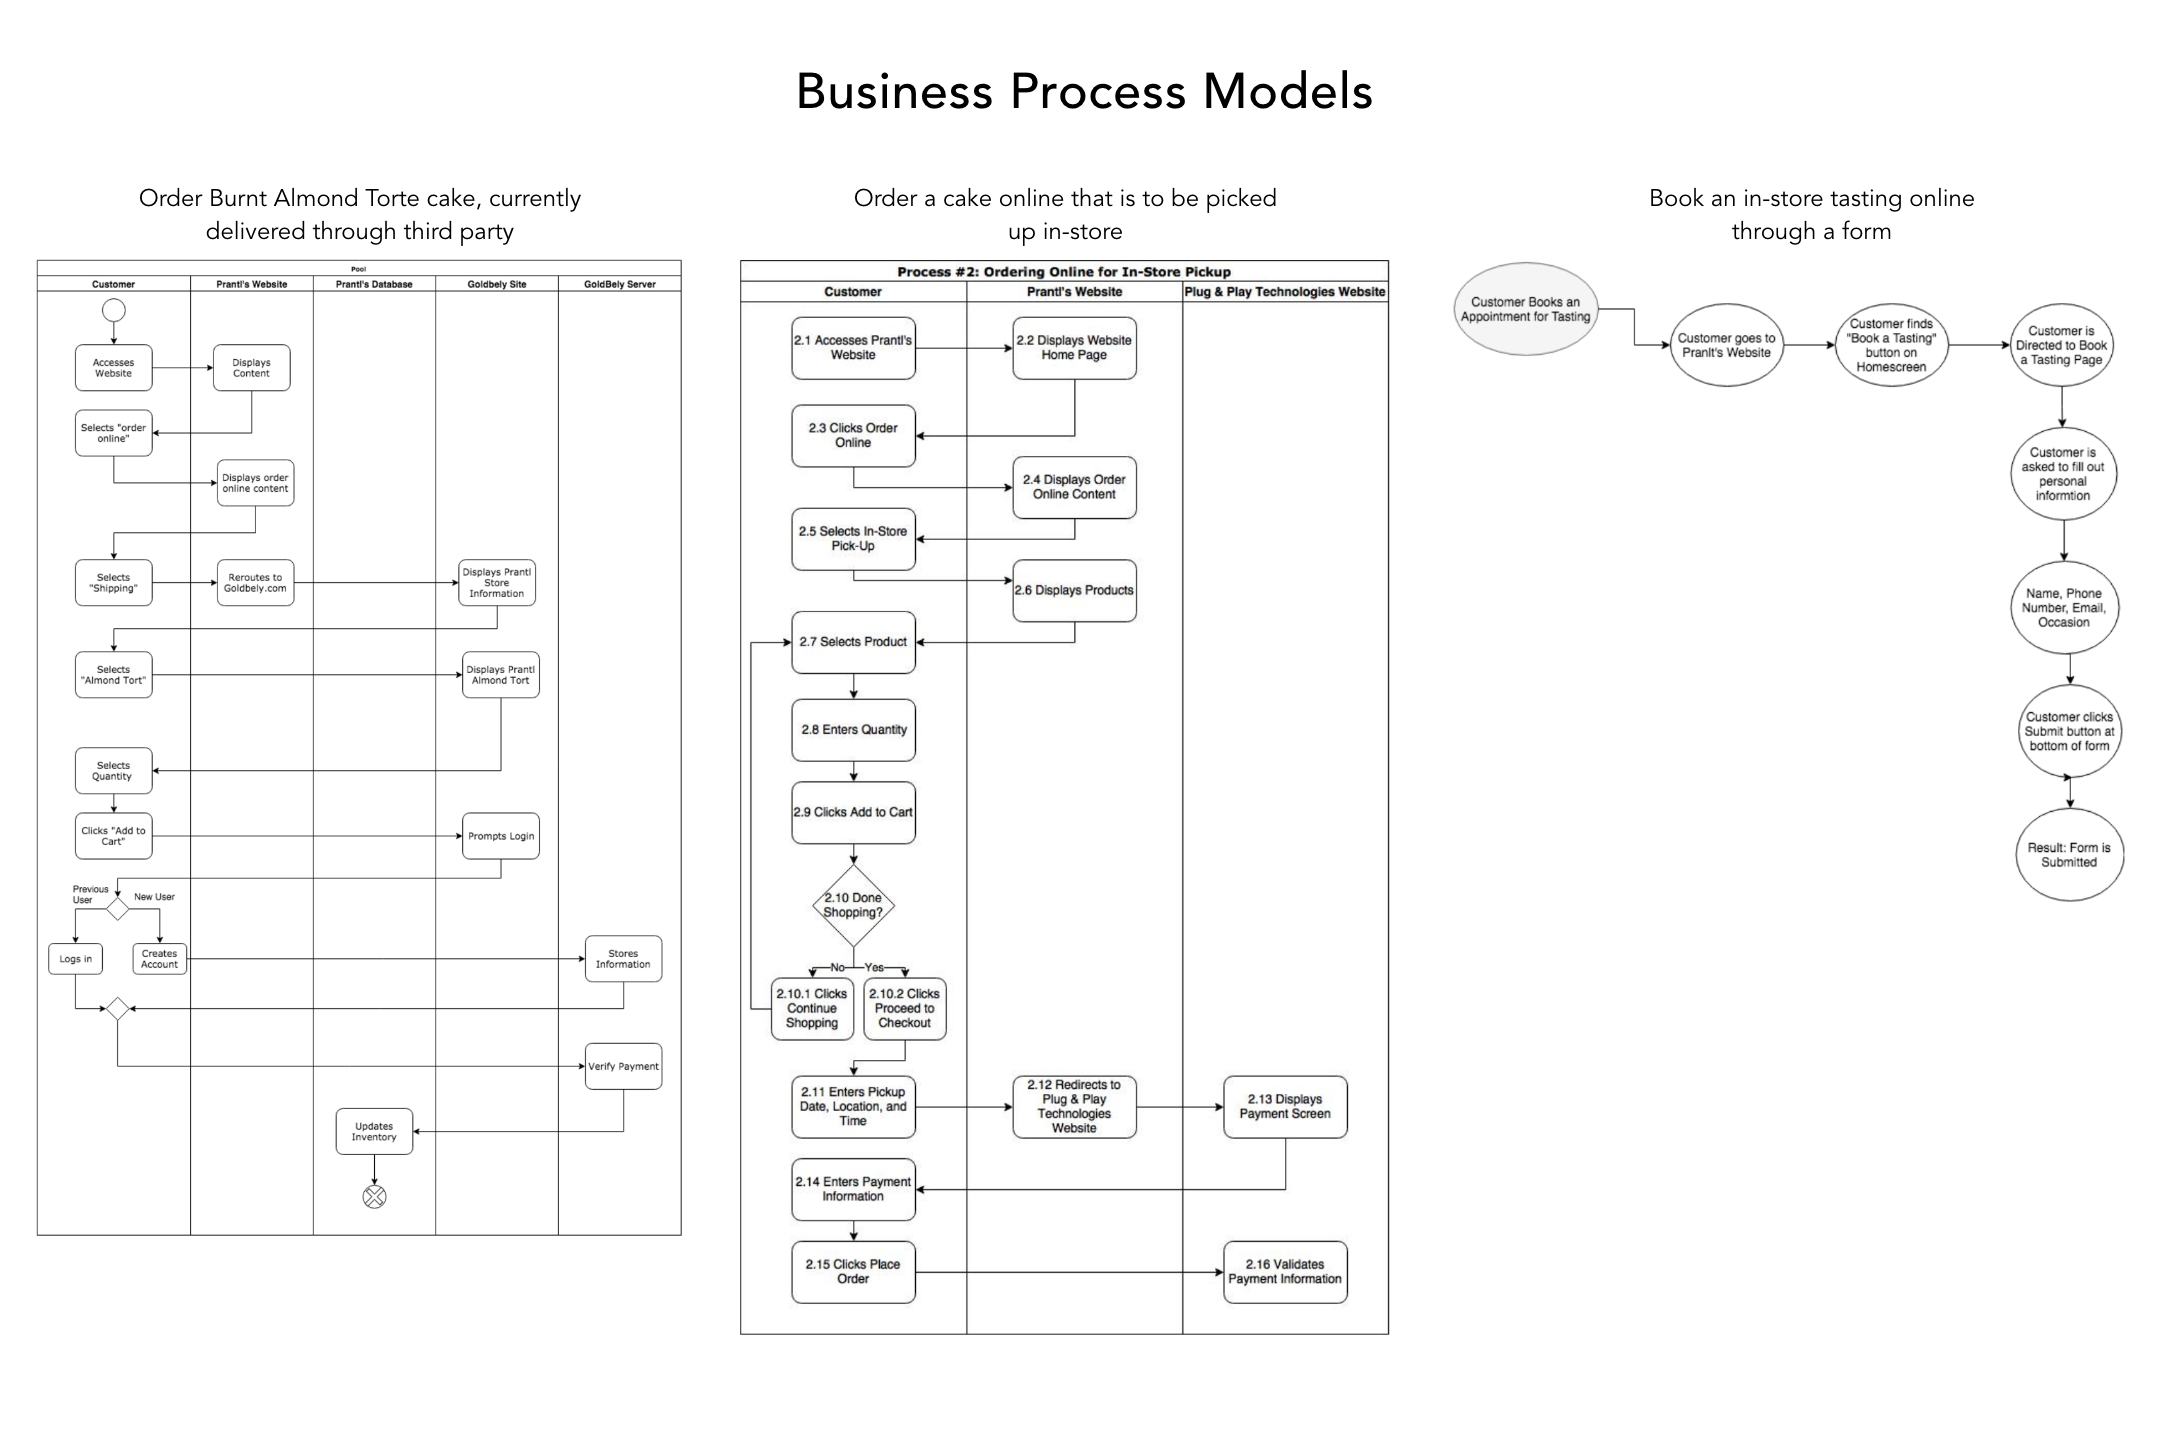 Business Process Models
Order Burnt Almond Torte cake, currently
delivered through third party
Pool
Customer
Prantl's Website
Prantl's Database
Goldbely Site
GoldBely Server
Accesses
Website
Displays
Content
Selects "order
online"
Displays order
online content
Selects
"Shipping"
Reroutes to
Goldbely.com
Displays Prantl
Store
Information
Selects
"Almond Tort"
Displays Prantl
Almond Tort
Selects
Quantity
Clicks "Add to
Cart"
Prompts Login
Previous
User
New User
Logs in
Creates
Account
Stores
Information
Verify Payment
Updates
Inventory
Order a cake online that is to be picked
up in-store
Process #2: Ordering Online for In-Store Pickup
Customer
Prantl's Website
Plug & Play Technologies Website
2.1 Accesses Prantl's
Website
2.2 Displays Website
Home Page
2.3 Clicks Order
Online
2.4 Displays Order
Online Content
2.5 Selects In-Store
Pick-Up
2.6 Displays Products
2.7 Selects Product
2.8 Enters Quantity
2.9 Clicks Add to Cart
2.10 Done
Shopping?
No
Yes
2.10.1 Clicks
Continue
Shopping
2.10.2 Clicks
Proceed to
Checkout
2.11 Enters Pickup
Date, Location, and
Time
2.12 Redirects to
Plug & Play
Technologies
Website
2.13 Displays
Payment Screen
2.14 Enters Payment
Information
2.15 Clicks Place
Order
2.16 Validates
Payment Information
Book an in-store tasting online
through a form
Customer Books an
Appointment for Tasting
Customer goes to
Pranlt's Website
Customer finds
"Book a Tasting"
button on
Homescreen
Customer is
Directed to Book
a Tasting Page
Customer is
asked to fill out
personal
informtion
Name, Phone
Number, Email,
Occasion
Customer clicks
Submit button at
bottom of form
Result: Form is
Submitted